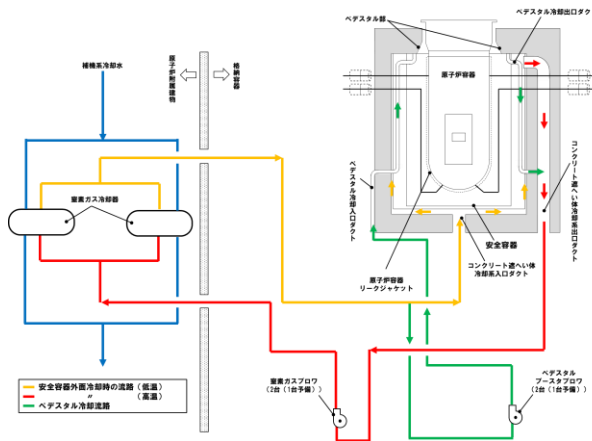 ペデスタル部
ペデスタル冷却出口ダクト
補機系冷却水
原子炉附属建物
格納容器
原子炉容器
窒素ガス冷却器
ペデスタル冷却入口ダクト
コンクリート遮へい体
冷却系出口ダクト
安全容器
原子炉容器
リークジャケット
コンクリート遮へい体
冷却系入口ダクト
安全容器外面冷却時の流路(低温)
〃 (高温)
ペデスタル冷却流路
窒素ガスブロワ
(2台(1台予備))
ペデスタル
ブースタブロワ
(2台(1台予備))